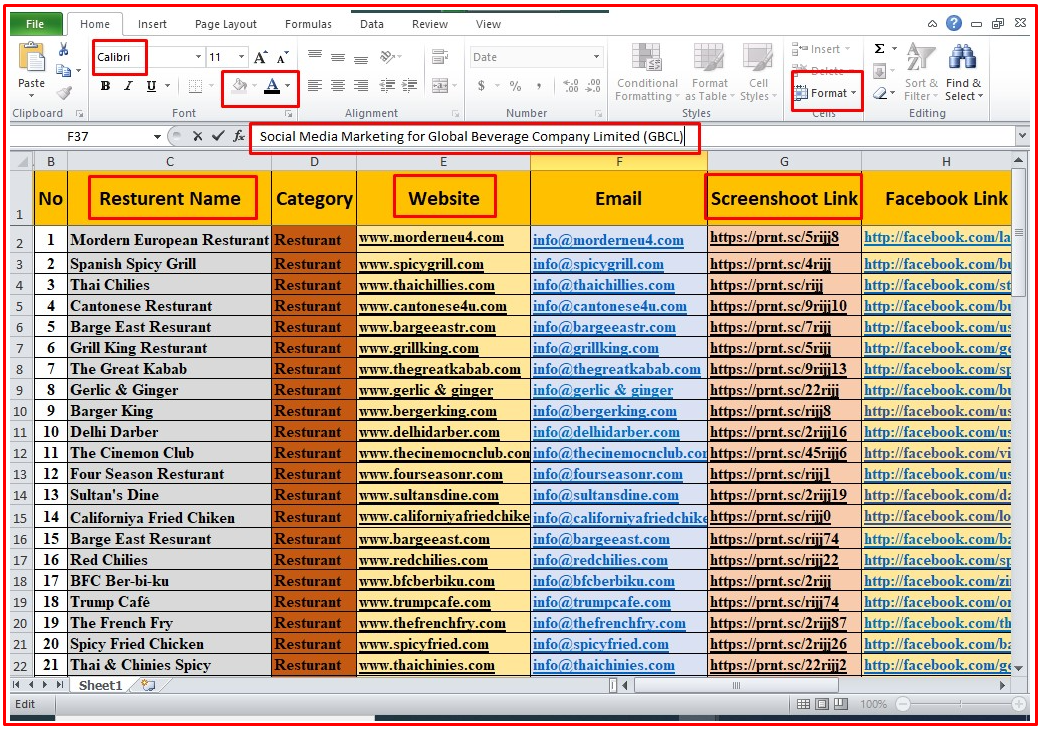 File Home Insert Page Layout Formulas Data Review View
Calibri 11 A A Date Insert Σ
Delete
Paste B I U A $ % , .00 .00 Conditional Formatting as Table Format Cell Styles Format Sort & Filter Find & Select
Clipboard Font Alignment Number Styles Cells Editing
F37 fx Social Media Marketing for Global Beverage Company Limited (GBCL)
B C D E F G H
1 No Resturent Name Category Website Email Screenshoot Link Facebook Link
2 1 Mordern European Resturant Resturant www.morderneu4.com info@morderneu4.com https://prnt.sc/5rijj8 http://facebook.com/la
3 2 Spanish Spicy Grill Resturant www.spicygrill.com info@spicygrill.com https://prnt.sc/4rijj http://facebook.com/bu
4 3 Thai Chilies Resturant www.thaichillies.com info@thaichillies.com https://prnt.sc/rijj http://facebook.com/st
5 4 Cantonese Resturant Resturant www.cantonese4u.com info@cantonese4u.com https://prnt.sc/9rijj10 http://facebook.com/bu
6 5 Barge East Resurant Resturant www.bargeeastr.com info@bargeeastr.com https://prnt.sc/7rijj http://facebook.com/us
7 6 Grill King Resturant Resturant www.grillking.com info@grillking.com https://prnt.sc/5rijj http://facebook.com/ge
8 7 The Great Kabab Resturant www.thegreatkabab.com info@thegreatkabab.com https://prnt.sc/9rijj13 http://facebook.com/sp
9 8 Gerlic & Ginger Resturant www.gerlic & ginger info@gerlic & ginger https://prnt.sc/22rijj http://facebook.com/bu
10 9 Barger King Resturant www.bergerking.com info@bergerking.com https://prnt.sc/rijj8 http://facebook.com/us
11 10 Delhi Darber Resturant www.delhidarber.com info@delhidarber.com https://prnt.sc/2rijj16 http://facebook.com/us
12 11 The Cinemon Club Resturant www.thecinemocnclub.con info@thecinemocnclub.con https://prnt.sc/45rijj6 http://facebook.com/vi
13 12 Four Season Resturant Resturant www.fourseasonr.com info@fourseasonr.com https://prnt.sc/rijj1 http://facebook.com/us
14 13 Sultan's Dine Resturant www.sultansdine.com info@sultansdine.com https://prnt.sc/2rijj19 http://facebook.com/da
15 14 Californiya Fried Chiken Resturant www.californiyafriedchike info@californiyafriedchike https://prnt.sc/rijj0 http://facebook.com/lo
16 15 Barge East Resurant Resturant www.bargeeast.com info@bargeeast.com https://prnt.sc/rijj74 http://facebook.com/ba
17 16 Red Chilies Resturant www.redchilies.com info@redchilies.com https://prnt.sc/rijj22 http://facebook.com/sp
18 17 BFC Ber-bi-ku Resturant www.bfcberbiku.com info@bfcberbiku.com https://prnt.sc/2rijj http://facebook.com/zin
19 18 Trump Café Resturant www.trumpcafe.com info@trumpcafe.com https://prnt.sc/rijj74 http://facebook.com/or
20 19 The French Fry Resturant www.thefrenchfry.com info@thefrenchfry.com https://prnt.sc/2rijj87 http://facebook.com/th
21 20 Spicy Fried Chicken Resturant www.spicyfried.com info@spicyfried.com https://prnt.sc/2rijj26 http://facebook.com/ba
22 21 Thai & Chinies Spicy Resturant www.thaichinies.com info@thaichinies.com https://prnt.sc/22rijj2 http://facebook.com/ge
Sheet1
Edit 100%